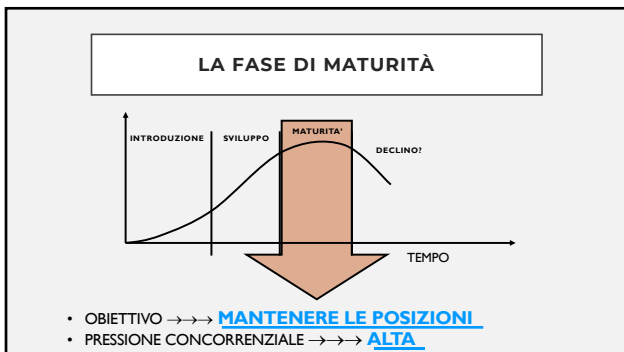 LA FASE DI MATURITÀ
INTRODUZIONE SVILUPPO MATURITA' DECLINO?
TEMPO
• OBIETTIVO →→→ MANTENERE LE POSIZIONI
• PRESSIONE CONCORRENZIALE →→→ ALTA